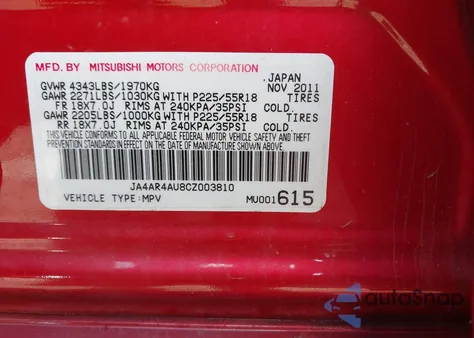 MFD. BY MITSUBISHI MOTORS CORPORATION
JAPAN
GVWR 4343LBS/1970KG NOV 2011
GAWR 2271LBS/1030KG WITH P225/55R18 TIRES
FR 18X7.0J RIMS AT 240KPA/35PSI COLD.
GAWR 2205LBS/1000KG WITH P225/55R18 TIRES
RR 18X7.0J RIMS AT 240KPA/35PSI COLD.
THIS VEHICLE CONFORMS TO ALL APPLICABLE FEDERAL MOTOR VEHICLE SAFETY AND THEFT
PREVENTION STANDARDS IN EFFECT ON THE DATE OF MANUFACTURE SHOWN ABOVE.
JA4AR4AU8CZ003810
VEHICLE TYPE:MPV MU001615
autoSnap